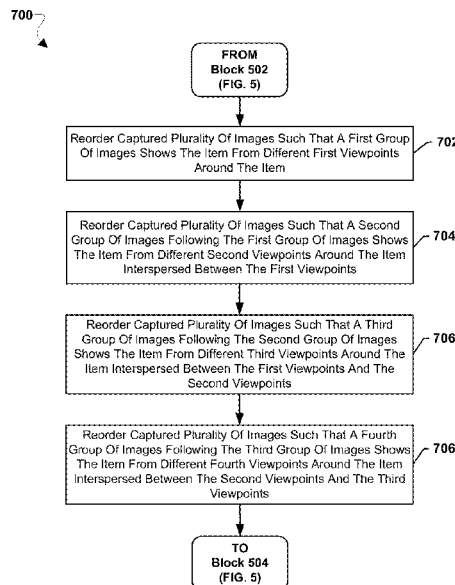 700
FROM
Block 502
(FIG. 5)
Reorder Captured Plurality Of Images Such That A First Group
Of Images Shows The Item From Different First Viewpoints
Around The Item
702
Reorder Captured Plurality Of Images Such That A Second
Group Of Images Following The First Group Of Images Shows
The Item From Different Second Viewpoints Around The Item
Interspersed Between The First Viewpoints
704
Reorder Captured Plurality Of Images Such That A Third
Group Of Images Following The Second Group Of Images
Shows The Item From Different Third Viewpoints Around The
Item Interspersed Between The First Viewpoints And The
Second Viewpoints
706
Reorder Captured Plurality Of Images Such That A Fourth
Group Of Images Following The Third Group Of Images Shows
The Item From Different Fourth Viewpoints Around The Item
Interspersed Between The Second Viewpoints And The Third
Viewpoints
706
TO
Block 504
(FIG. 5)